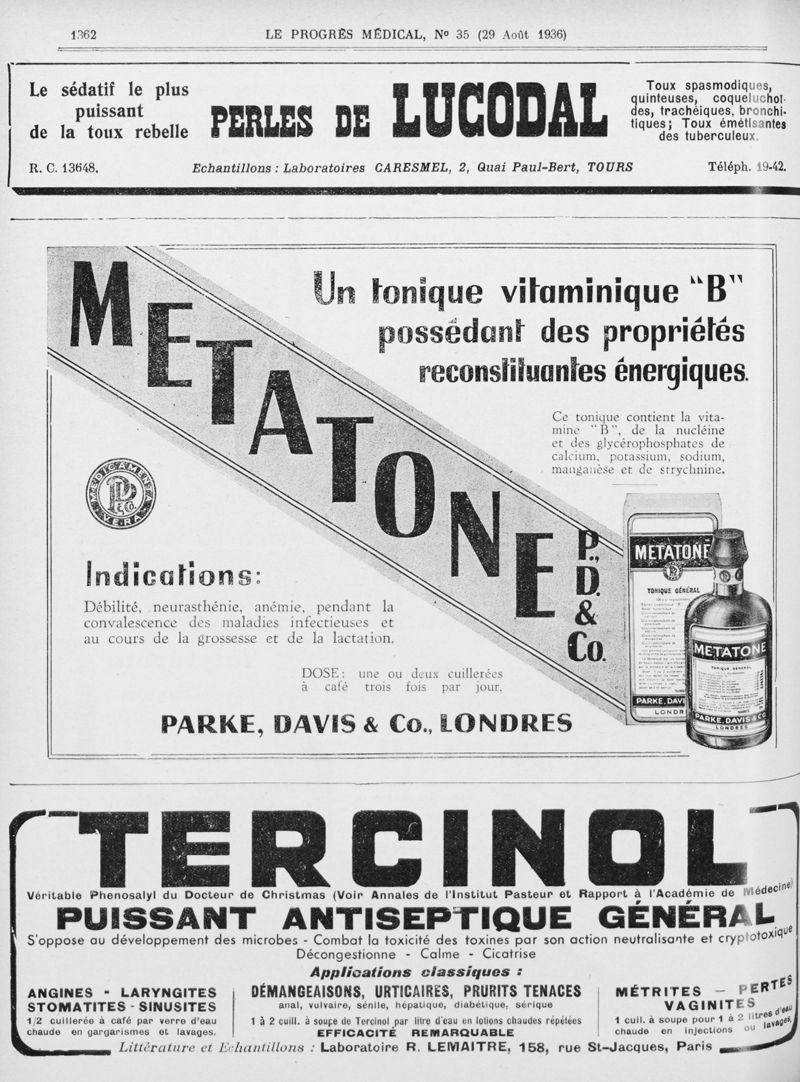 1362
LE PROGRÈS MÉDICAL, No 35 (29 Août 1936)
Le sédatif le plus
puissant
de la toux rebelle
PERLES DE LUCODAL
Toux spasmodiques,
quinteuses, coqueluchoï-
des, trachéiques, bronchi-
tiques; Toux émétisantes
des tuberculeux.
R. C. 13648.
Echantillons : Laboratoires CARESMEL, 2, Quai Paul-Bert, TOURS
Téléph. 19-42.
METATONE
P.,
D.
&
Co.
Un tonique vitaminique "B"
possédant des propriétés
reconstituantes énergiques.
Ce tonique contient la vita-
mine "B", de la nucléine
et des glycérophosphates de
calcium, potassium, sodium,
manganèse et de strychnine.
MEDICAMENTA
P D
& Co.
VERA
Indications:
Débilité, neurasthénie, anémie, pendant la
convalescence des maladies infectieuses et
au cours de la grossesse et de la lactation.
DOSE: une ou deux cuillerées
à café trois fois par jour.
PARKE, DAVIS & Co., LONDRES
METATONE
TONIQUE GÉNÉRAL
PARKE, DAVI
LONDR
METATONE
TONIQUE GÉNÉRAL
PARKE, DAVIS & Co
LONDRES
TERCINOL
Véritable Phenosalyl du Docteur de Christmas (Voir Annales de l'Institut Pasteur et Rapport à l'Académie de Médecine)
PUISSANT ANTISEPTIQUE GÉNÉRAL
S'oppose au développement des microbes - Combat la toxicité des toxines par son action neutralisante et cryptotoxique
Décongestionne - Calme - Cicatrise
Applications classiques :
ANGINES - LARYNGITES
STOMATITES - SINUSITES
1/2 cuillerée à café par verre d'eau
chaude en gargarismes et lavages.
DÉMANGEAISONS, URTICAIRES, PRURITS TENACES
anal, vulvaire, sénile, hépatique, diabétique, sérique
1 à 2 cuill. à soupe de Tercinol par litre d'eau en lotions chaudes répétées
EFFICACITÉ REMARQUABLE
MÉTRITES - PERTES
VAGINITES
1 cuil. à soupe pour 1 à 2 litres d'eau
chaude en injections ou lavages.
Littérature et Echantillons : Laboratoire R. LEMAITRE, 158, rue St-Jacques, Paris